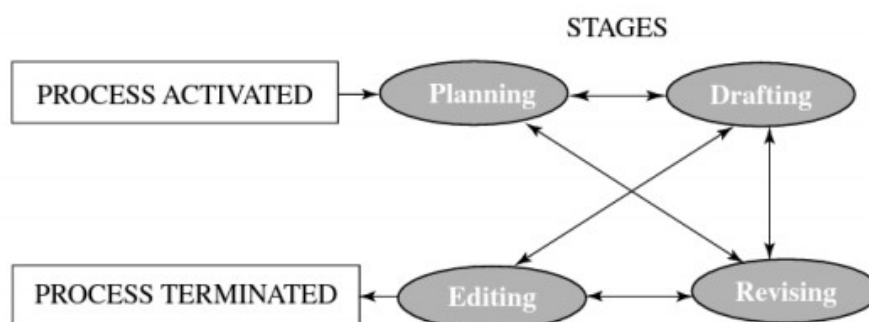 STAGES
PROCESS ACTIVATED
Planning
Drafting
PROCESS TERMINATED
Editing
Revising